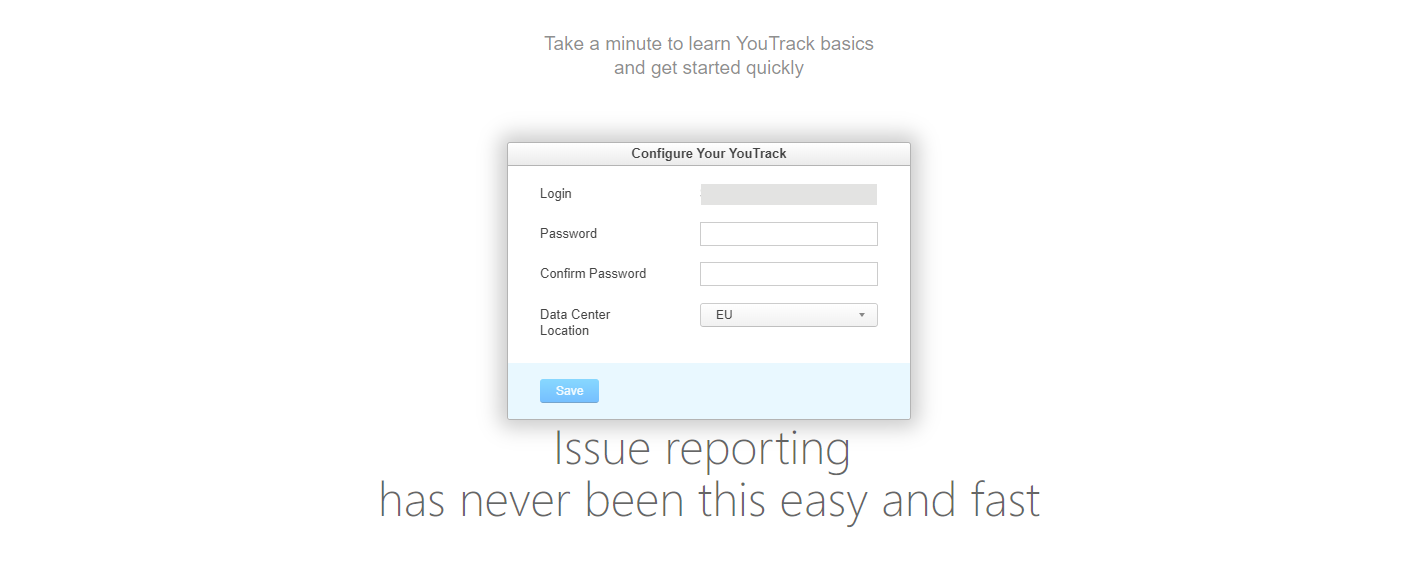 Take a minute to learn YouTrack basics
and get started quickly
Configure Your YouTrack
Login
Password
Confirm Password
Data Center
Location
EU
Save
Issue reporting
has never been this easy and fast